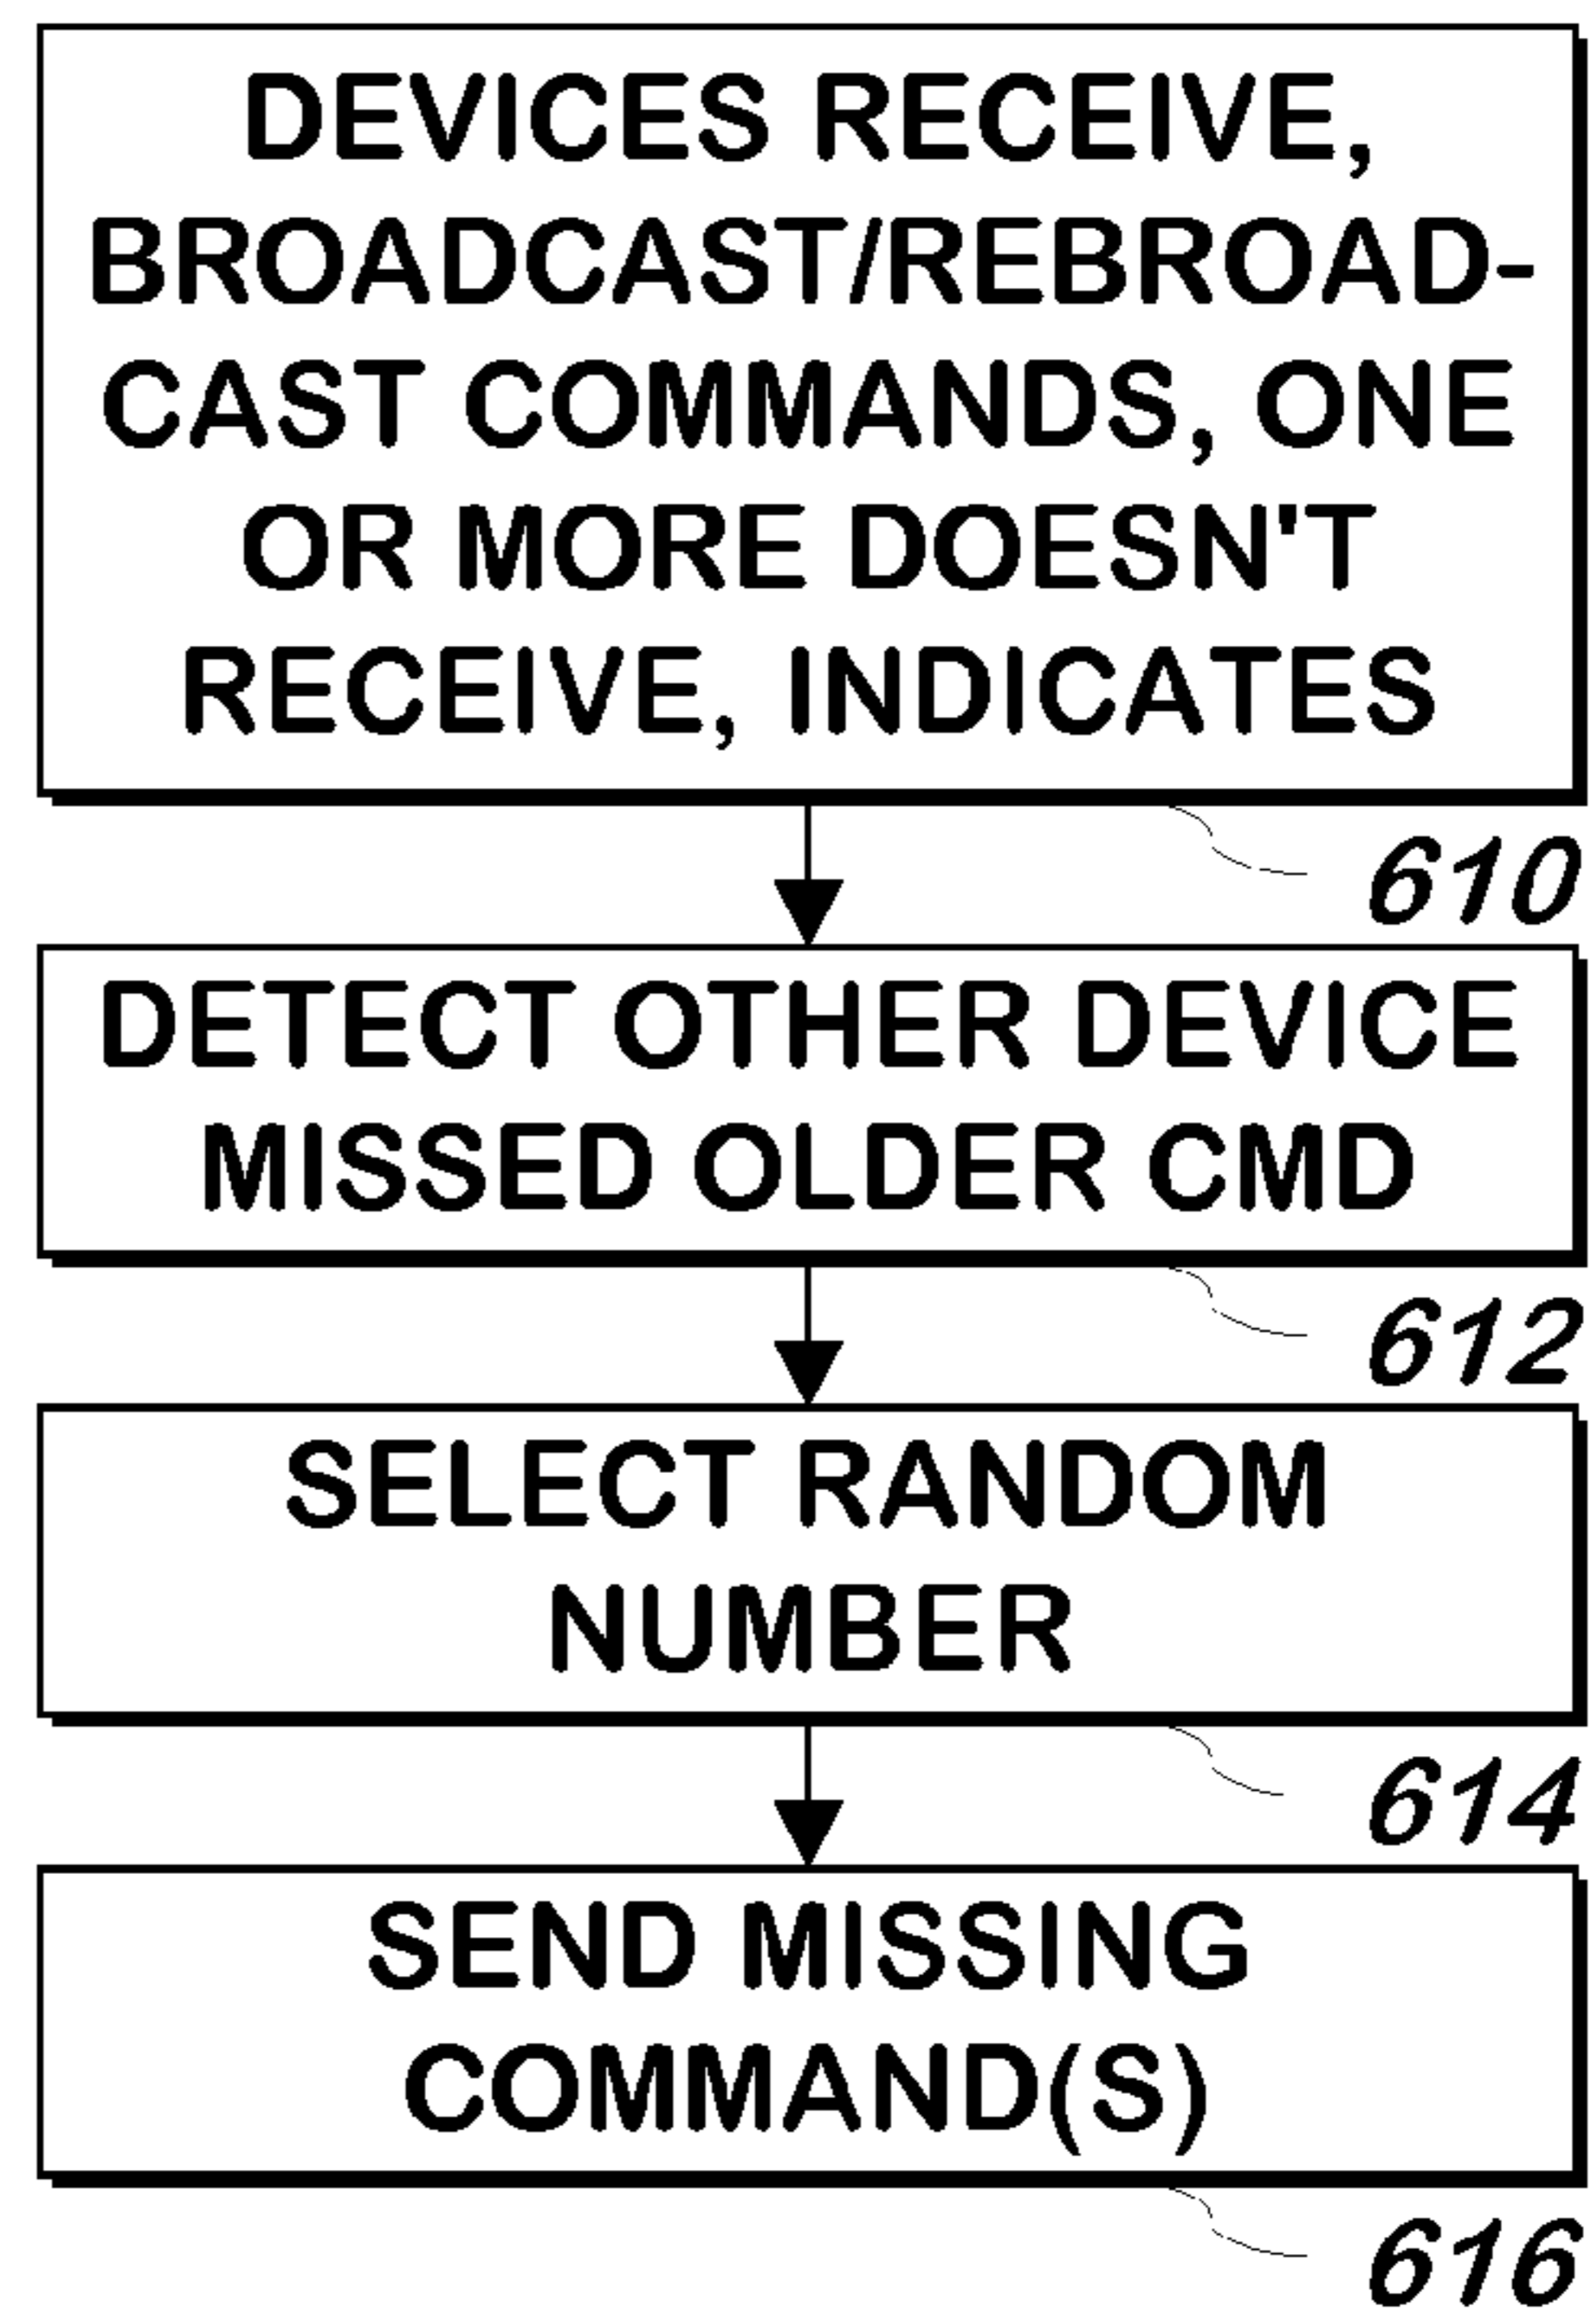 DEVICES RECEIVE,
BROADCAST/REBROAD-
CAST COMMANDS, ONE
OR MORE DOESN'T
RECEIVE, INDICATES
610
DETECT OTHER DEVICE
MISSED OLDER CMD
612
SELECT RANDOM
NUMBER
614
SEND MISSING
COMMAND(S)
616